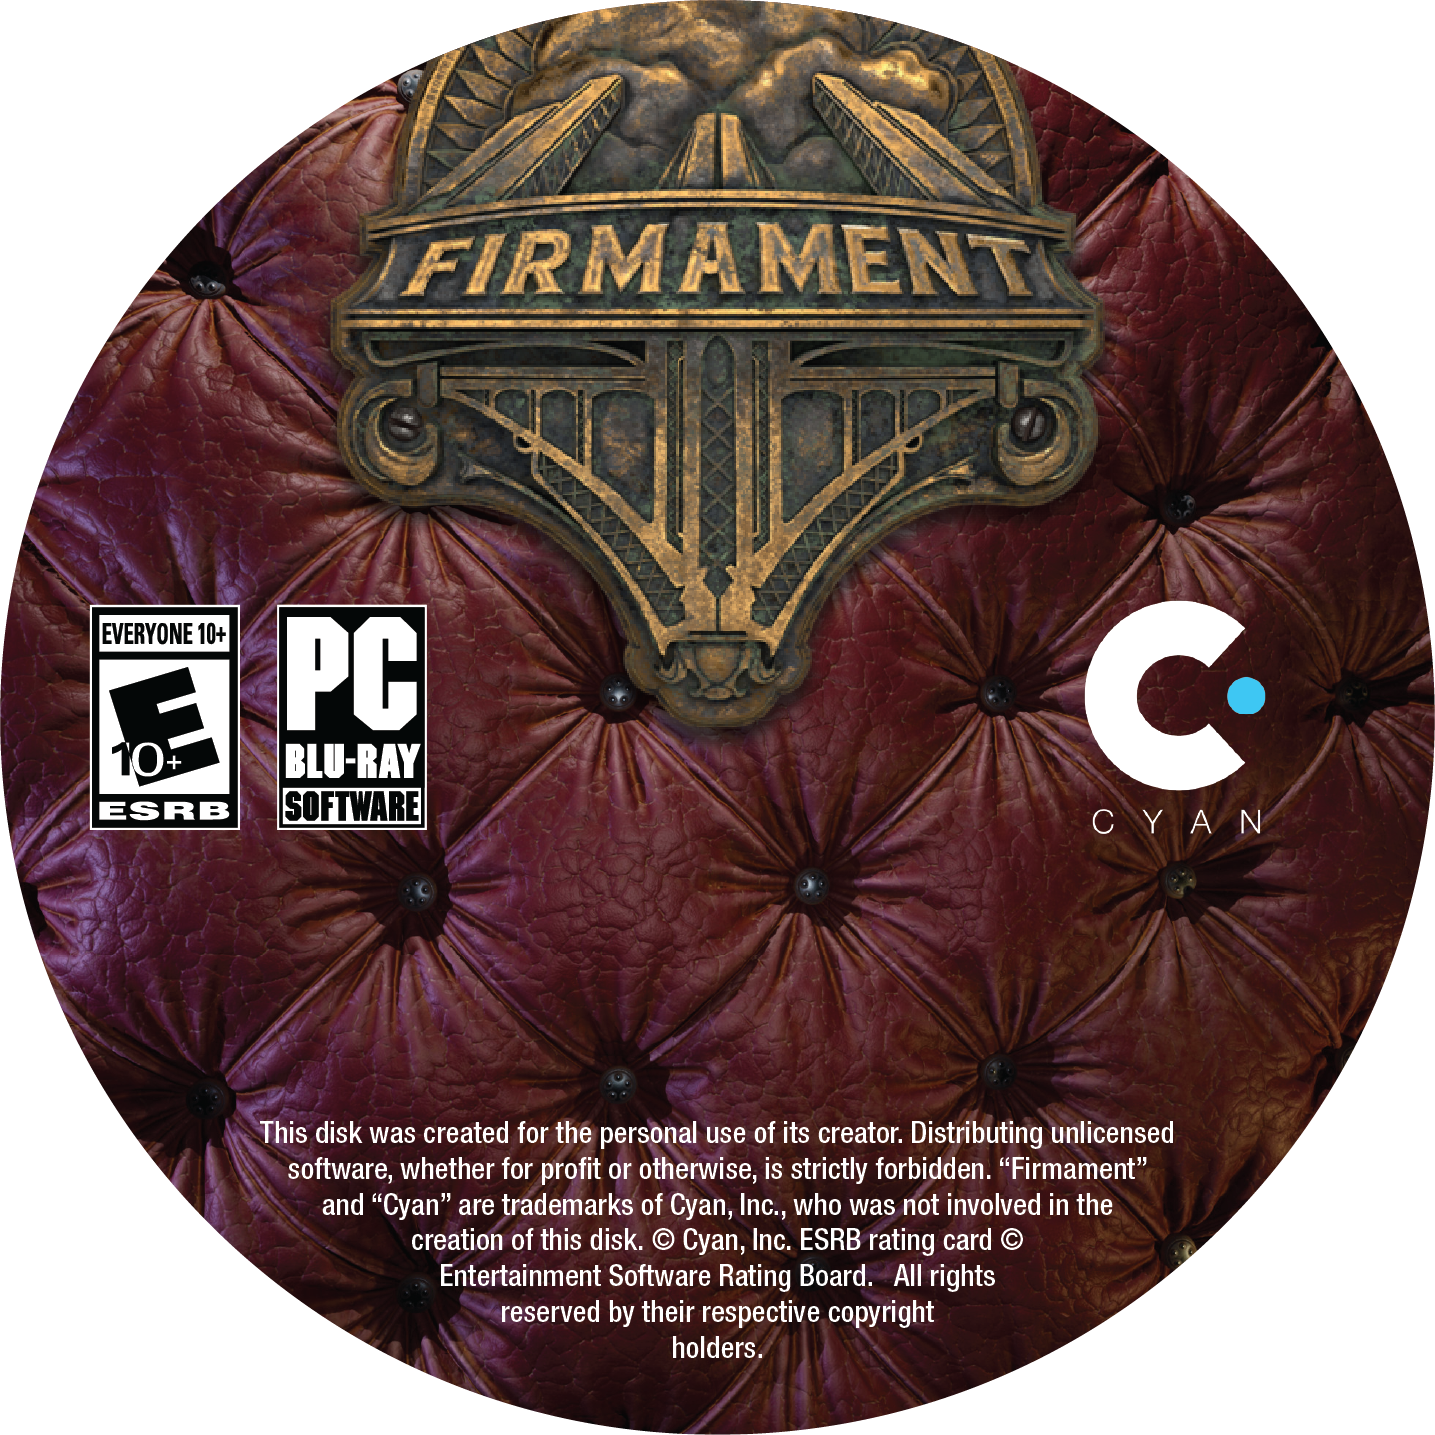 FIRMAMENT
EVERYONE 10+
E
10+
ESRB
PC
BLU-RAY
SOFTWARE
C
CYAN
This disk was created for the personal use of its creator. Distributing unlicensed
software, whether for profit or otherwise, is strictly forbidden. “Firmament”
and “Cyan” are trademarks of Cyan, Inc., who was not involved in the
creation of this disk. © Cyan, Inc. ESRB rating card ©
Entertainment Software Rating Board.   All rights
reserved by their respective copyright
holders.